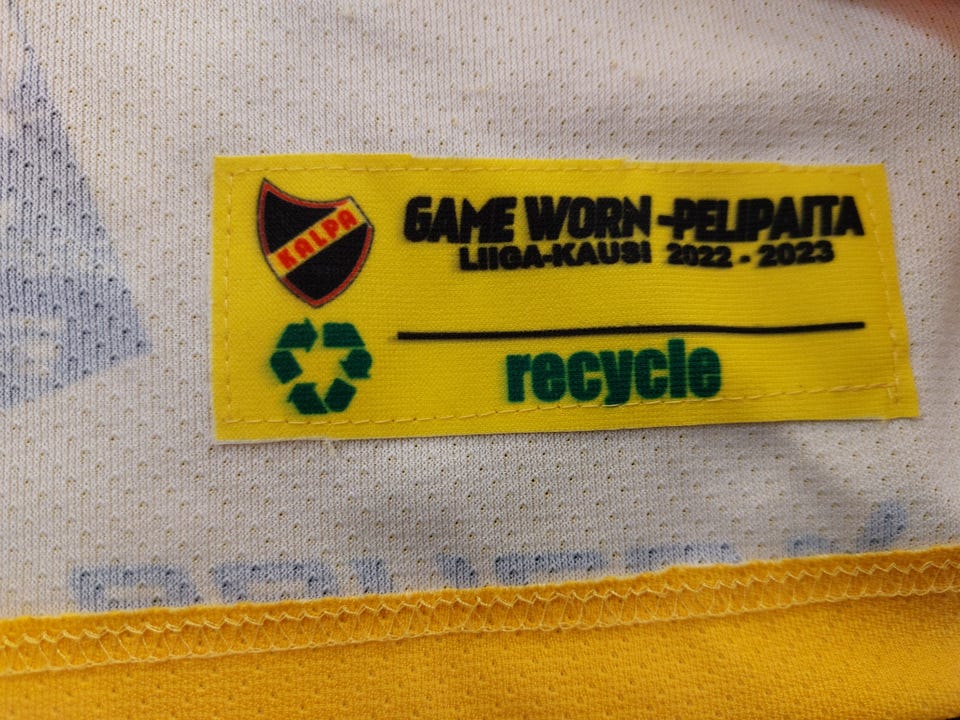 KALPA
GAME WORN -PELIPAITA
LIIGA-KAUSI 2022 - 2023
recycle